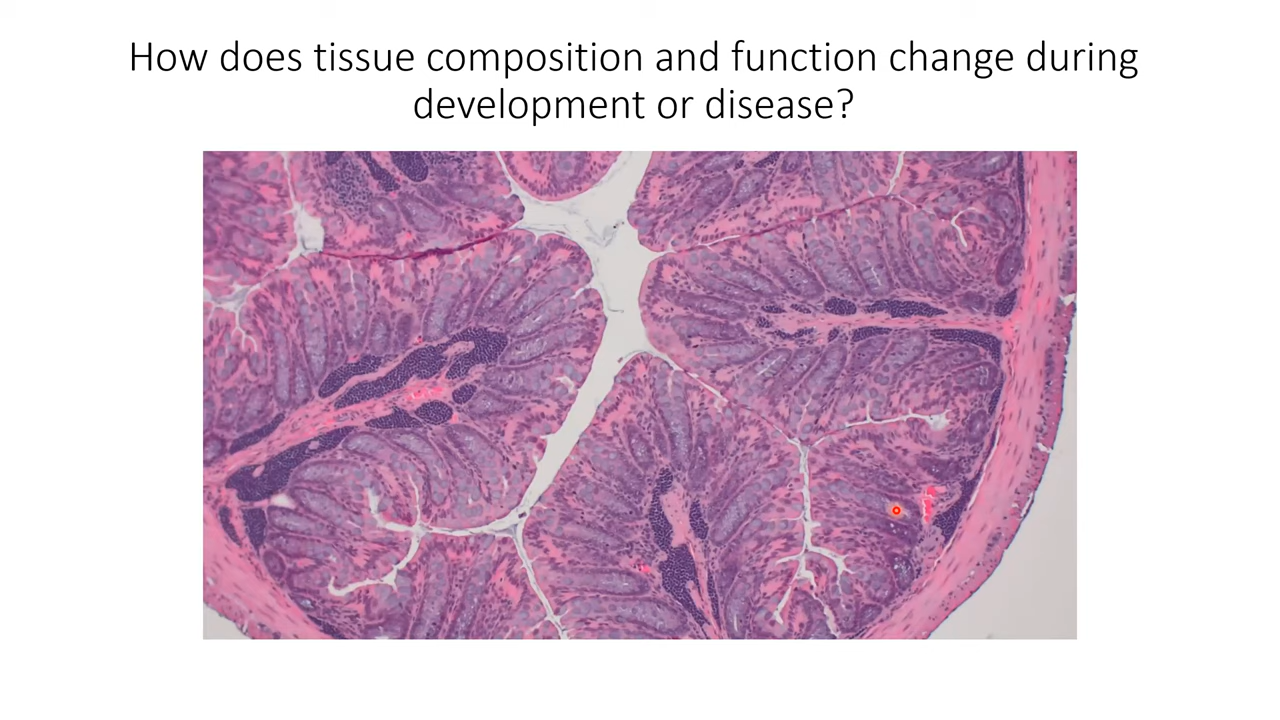 How does tissue composition and function change during
development or disease?